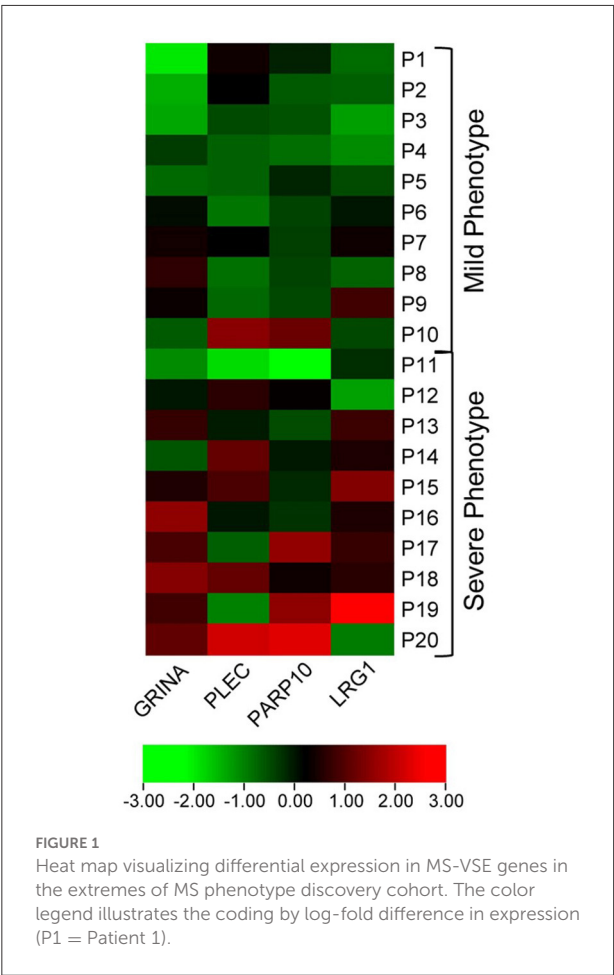 P1
P2
P3
P4
P5
P6
P7
P8
P9
P10
P11
P12
P13
P14
P15
P16
P17
P18
P19
P20
Mild Phenotype
Severe Phenotype
GRINA
PLEC
PARP10
LRG1
-3.00 -2.00 -1.00 0.00 1.00 2.00 3.00
FIGURE 1
Heat map visualizing differential expression in MS-VSE genes in
the extremes of MS phenotype discovery cohort. The color
legend illustrates the coding by log-fold difference in expression
(P1 = Patient 1).